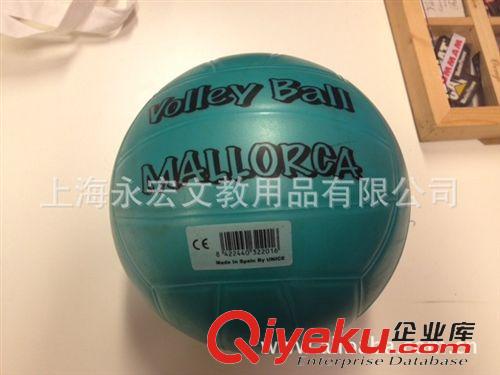 Volley Ball
MALLORCA
上海永宏文教用品有限公司
CE
8 422440 322016
Made in Spain By UNICE
Qiyeku 企业库
Enterprise Database